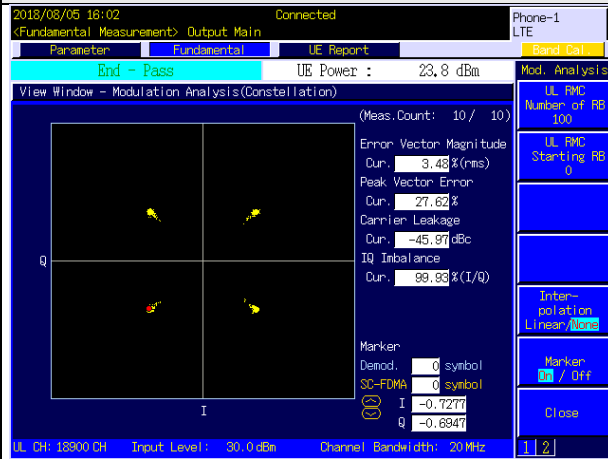 2018/08/05 16:02 Connected Phone-1
<Fundamental Measurement> Output Main LTE
Parameter Fundamental UE Report Band Cal.
End - Pass UE Power : 23.8 dBm Mod. Analysis
View Window - Modulation Analysis(Constellation)
UL RMC
Number of RB
100
(Meas.Count: 10/ 10)
Error Vector Magnitude
Cur. 3.48 %(rms)
UL RMC
Starting RB
0
Peak Vector Error
Cur. 27.62 %
Carrier Leakage
Cur. -45.97 dBc
IQ Imbalance
Cur. 99.93 %(I/Q)
Q
Inter-
polation
Linear/None
Marker
Demod. 0 symbol
SC-FDMA 0 symbol
I -0.7277
Q -0.6947
Marker
On / Off
Close
I
UL CH: 18900 CH Input Level: 30.0 dBm Channel Bandwidth: 20 MHz 1 2